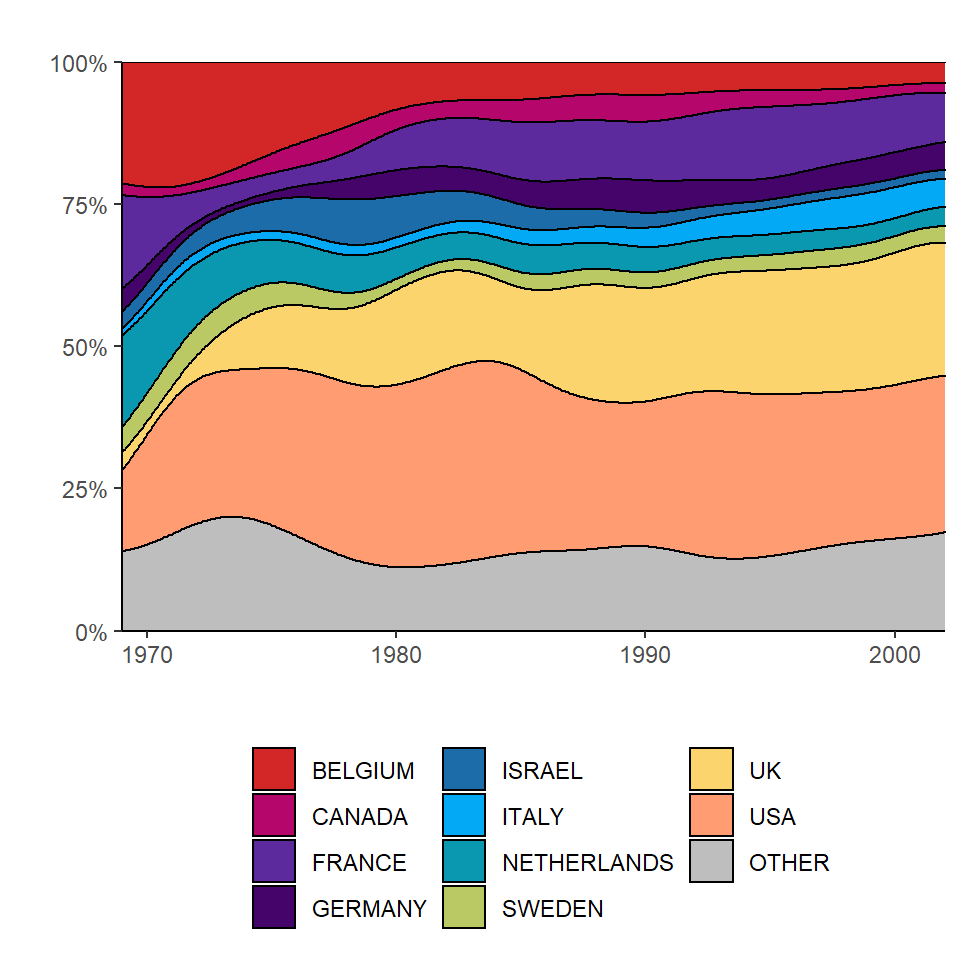 100%
75%
50%
25%
0%
1970 1980 1990 2000
BELGIUM ISRAEL UK
CANADA ITALY USA
FRANCE NETHERLANDS OTHER
GERMANY SWEDEN